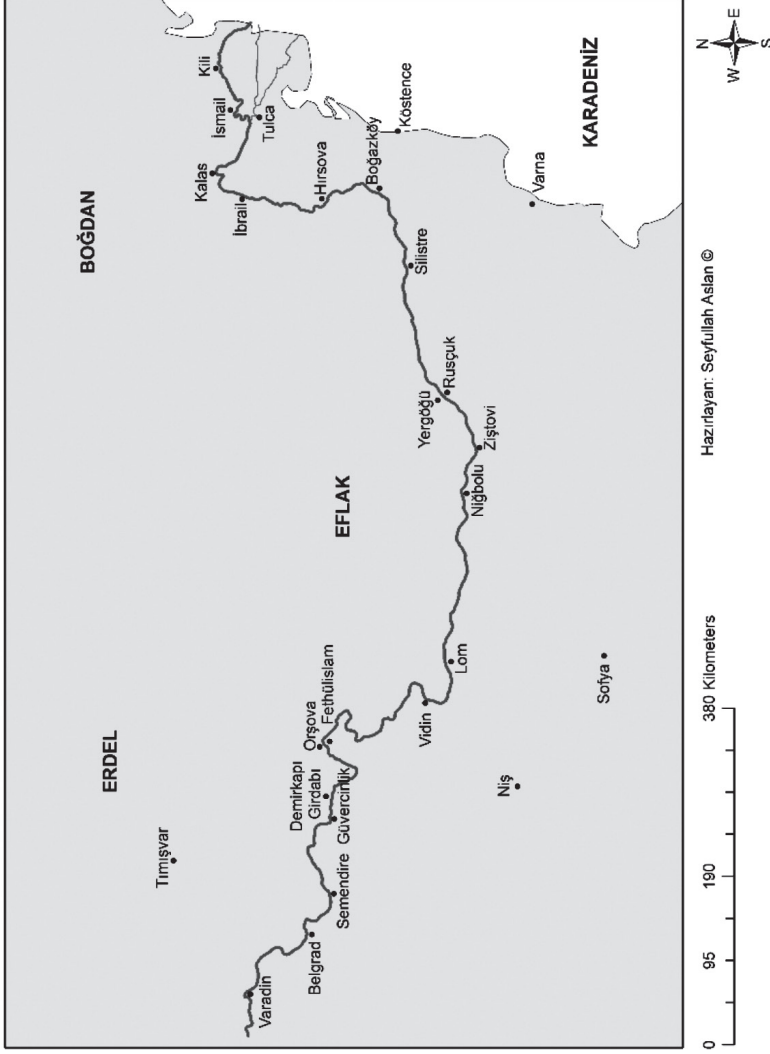 BOĞDAN
ERDEL
EFLAK
KARADENİZ
Kili
İsmail
Tulca
Kalas
İbrail
Hırsova
Boğazköy
Köstence
Varna
Silistre
Yergöğü
Rusçuk
Ziştovi
Niğbolu
Lom
Vidin
Sofya
Niş
Orşova
Fethülislam
Demirkapı
Girdabı
Güvercinlik
Semendire
Belgrad
Varadin
Tımışvar
0 95 190 380 Kilometers
Hazırlayan: Seyfullah Aslan ©
N
W E
S